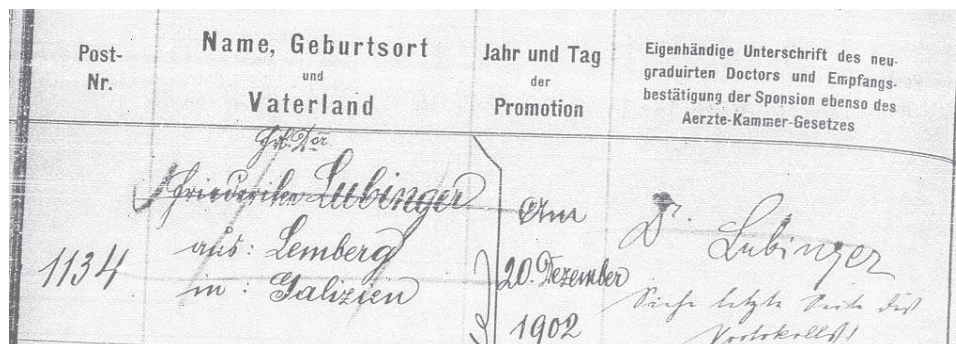 Post-
Nr.
Name, Geburtsort
und
Vaterland
Jahr und Tag
der
Promotion
Eigenhändige Unterschrift des neu-
graduirten Doctors und Empfangs-
bestätigung der Sponsion ebenso des
Aerzte-Kammer-Gesetzes
1134
Friederike Lubinger
aus: Lemberg
in: Galizien
Am
20. Dezember
1902
Dr. Lubinger
Siehe letzte Seite des
Protokolls!